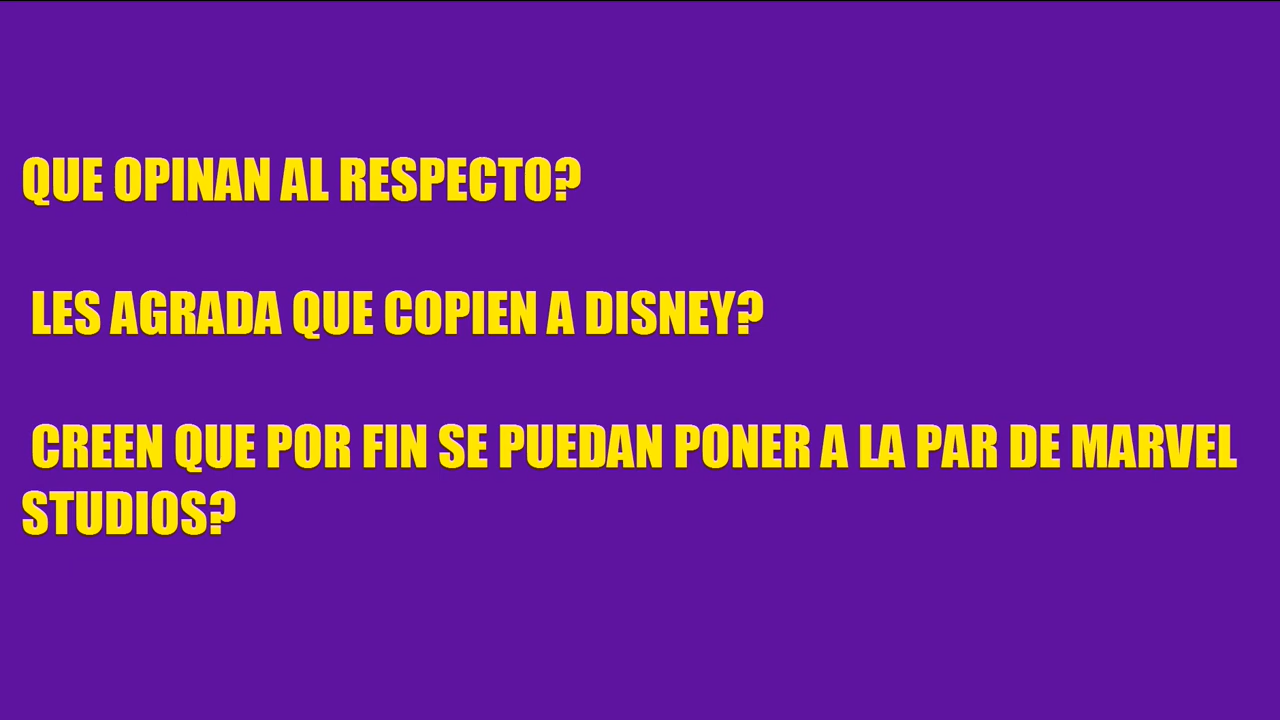 QUE OPINAN AL RESPECTO?
LES AGRADA QUE COPIEN A DISNEY?
CREEN QUE POR FIN SE PUEDAN PONER A LA PAR DE MARVEL
STUDIOS?